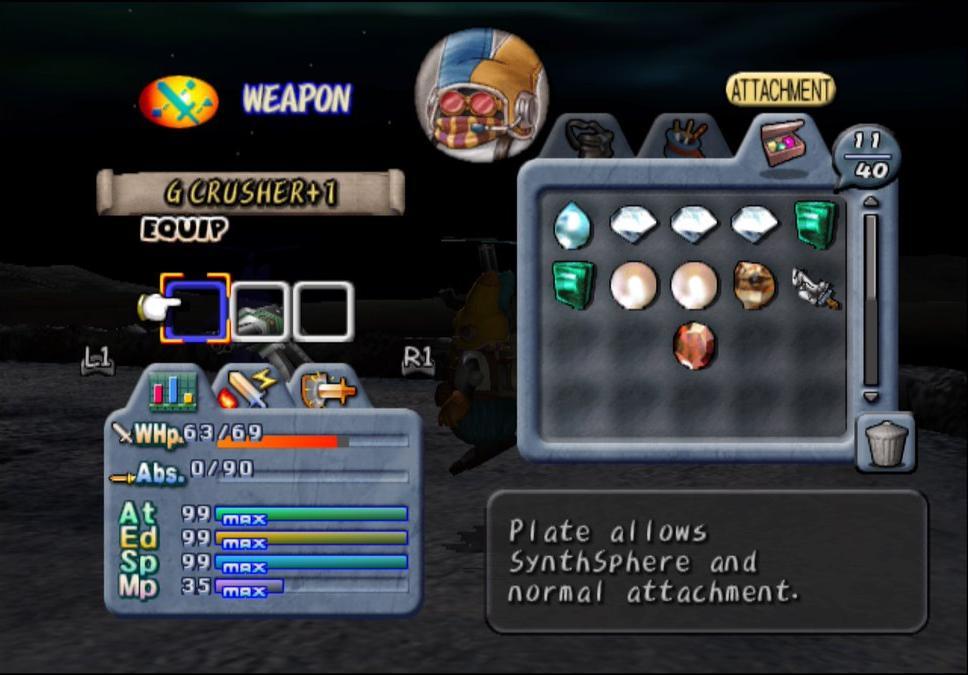 WEAPON
ATTACHMENT
11
40
G CRUSHER+1
EQUIP
L1
R1
WHp. 63/69
Abs. 0/90
At 99 MAX
Ed 99 MAX
Sp 99 MAX
Mp 35 MAX
Plate allows
SynthSphere and
normal attachment.